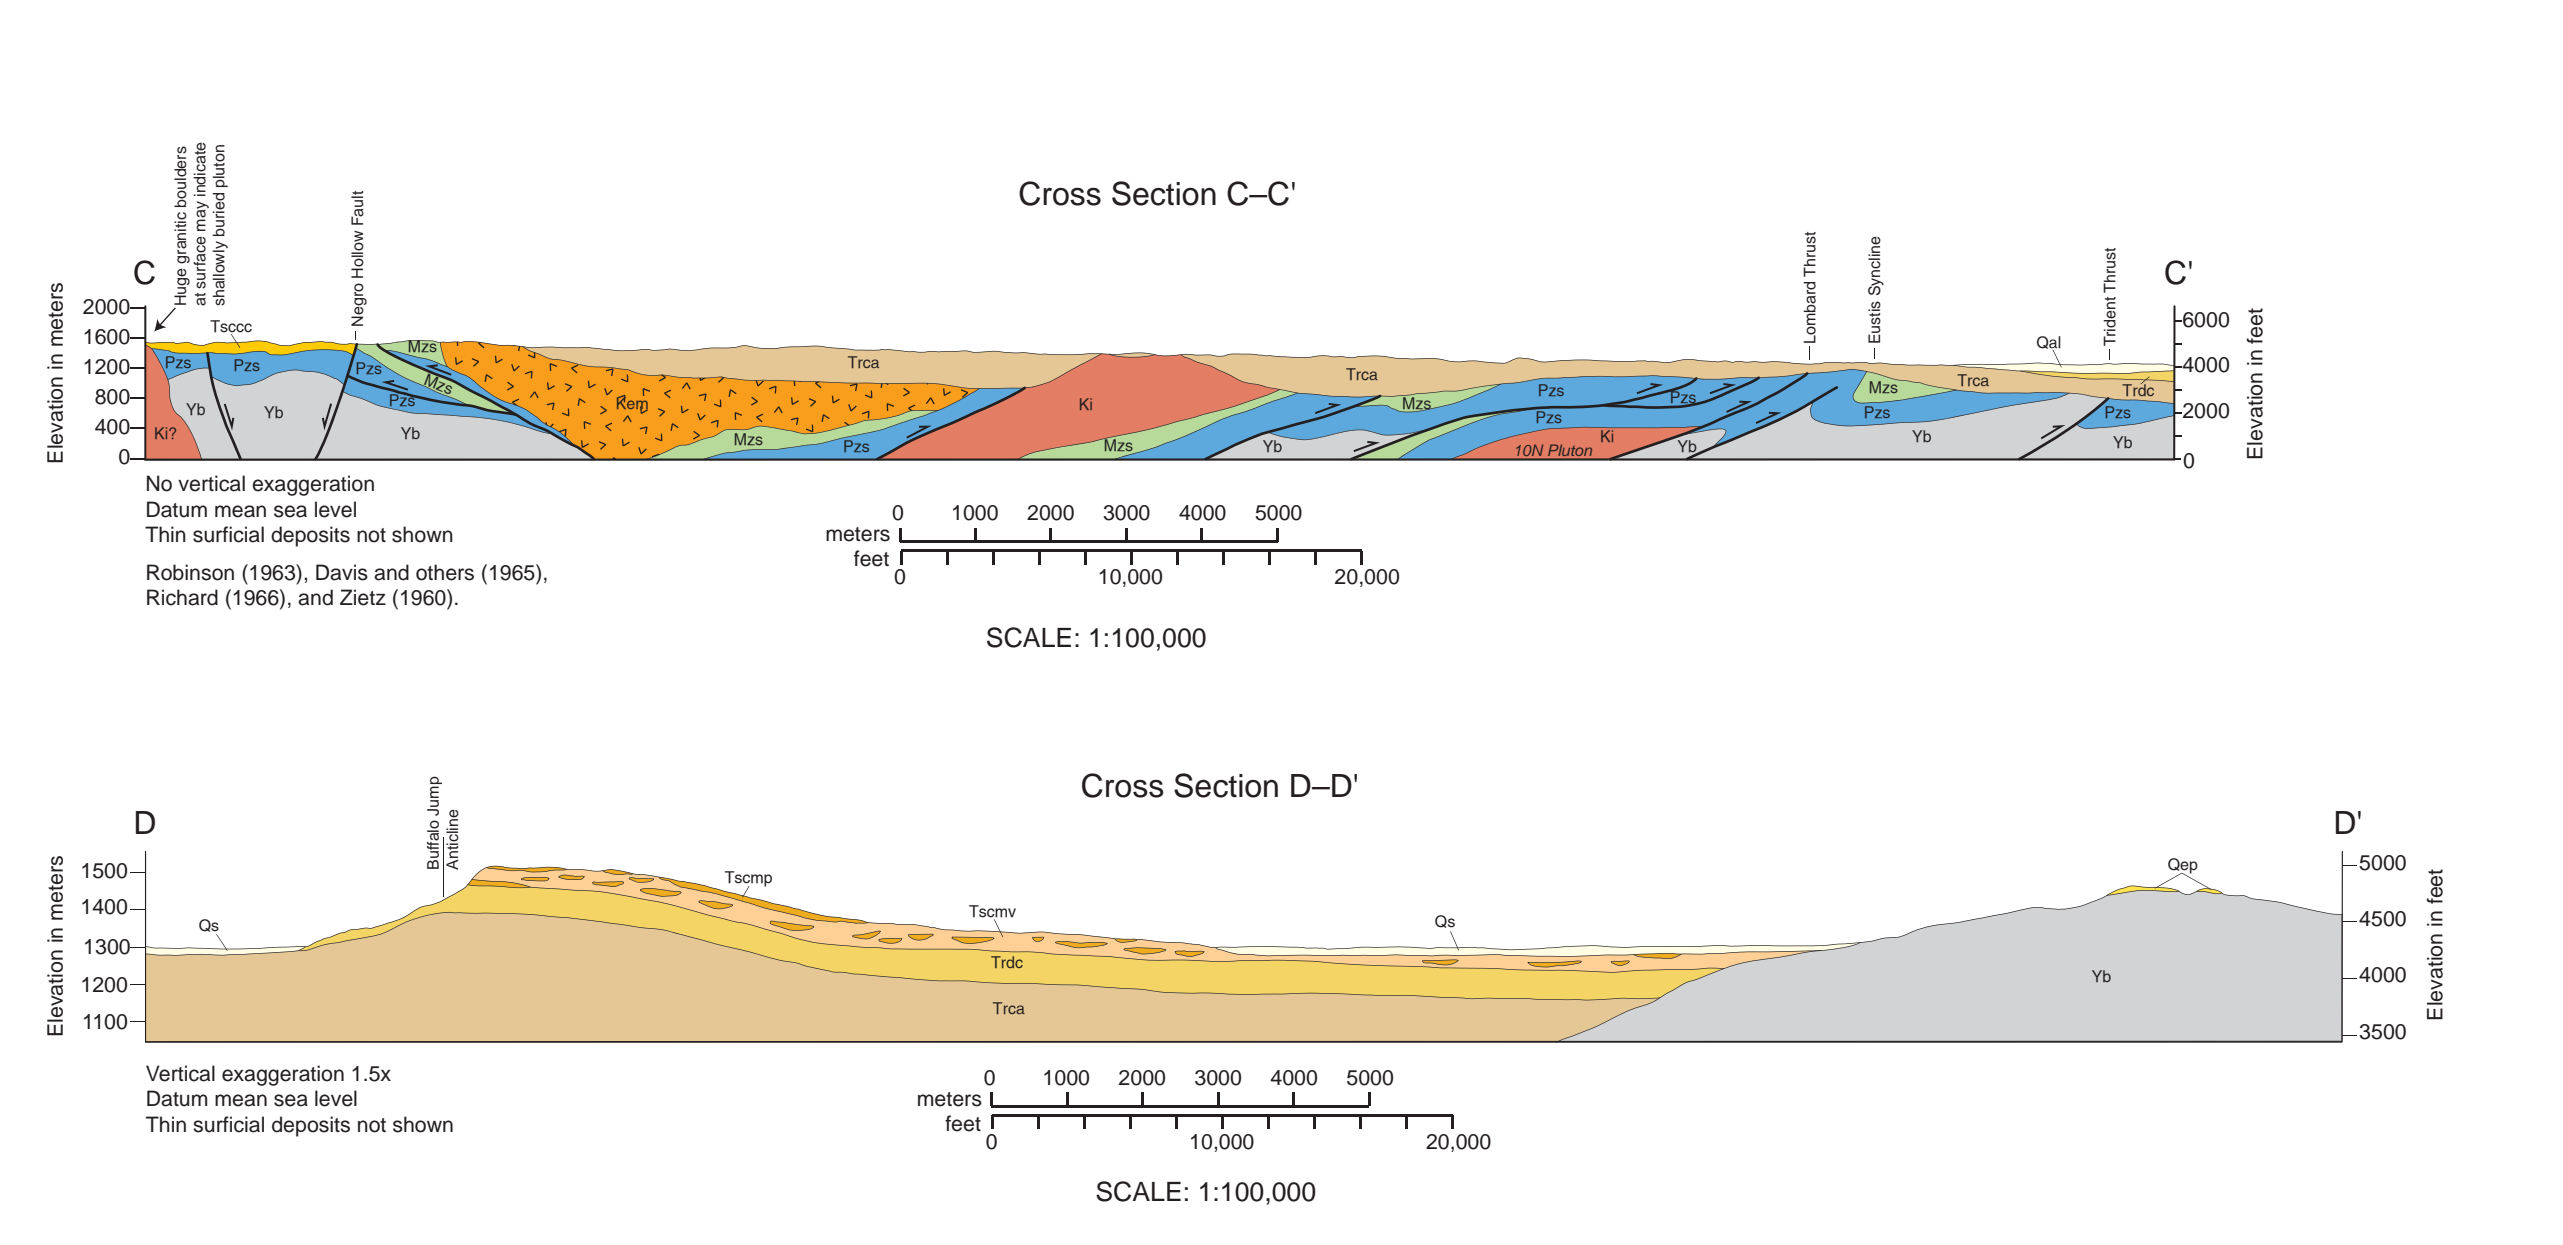 Cross Section C–C'
Huge granitic boulders
at surface may indicate
shallowly buried pluton
Negro Hollow Fault
Lombard Thrust
Eustis Syncline
Trident Thrust
C
C'
Elevation in meters
2000
1600
1200
800
400
0
Elevation in feet
6000
4000
2000
0
Tsccc
Qal
Mzs
Pzs
Pzs
Pzs
Trca
Trca
Trca
Mzs
Pzs
Mzs
Pzs
Trdc
Yb
Yb
Pzs
Kem
Ki
Mzs
Pzs
Pzs
Pzs
Ki?
Yb
Mzs
Pzs
Mzs
Yb
Ki
10N Pluton
Yb
Yb
Yb
No vertical exaggeration
Datum mean sea level
Thin surficial deposits not shown
Robinson (1963), Davis and others (1965),
Richard (1966), and Zietz (1960).
0 1000 2000 3000 4000 5000
meters
feet
0 10,000 20,000
SCALE: 1:100,000
Cross Section D–D'
Buffalo Jump
Anticline
D
D'
Elevation in meters
1500
1400
1300
1200
1100
Elevation in feet
5000
4500
4000
3500
Qep
Tscmp
Tscmv
Qs
Qs
Trdc
Yb
Trca
Vertical exaggeration 1.5x
Datum mean sea level
Thin surficial deposits not shown
0 1000 2000 3000 4000 5000
meters
feet
0 10,000 20,000
SCALE: 1:100,000